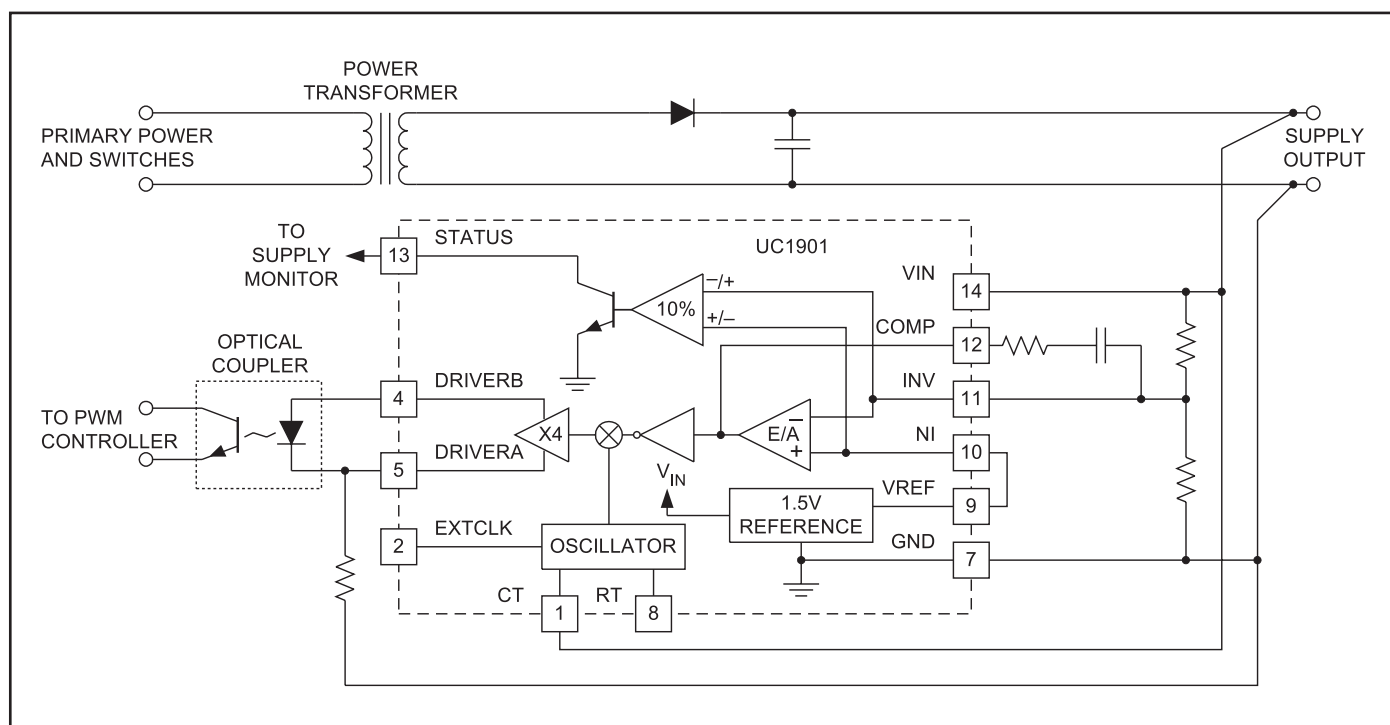 POWER
TRANSFORMER
PRIMARY POWER
AND SWITCHES
SUPPLY
OUTPUT
TO
SUPPLY
MONITOR
13
STATUS
UC1901
VIN
14
–/+
10%
+/–
COMP
12
OPTICAL
COUPLER
INV
11
4
DRIVERB
TO PWM
CONTROLLER
X4
E/A
–
+
NI
10
5
DRIVERA
VIN
VREF
9
1.5V
REFERENCE
2
EXTCLK
OSCILLATOR
GND
7
CT
1
RT
8